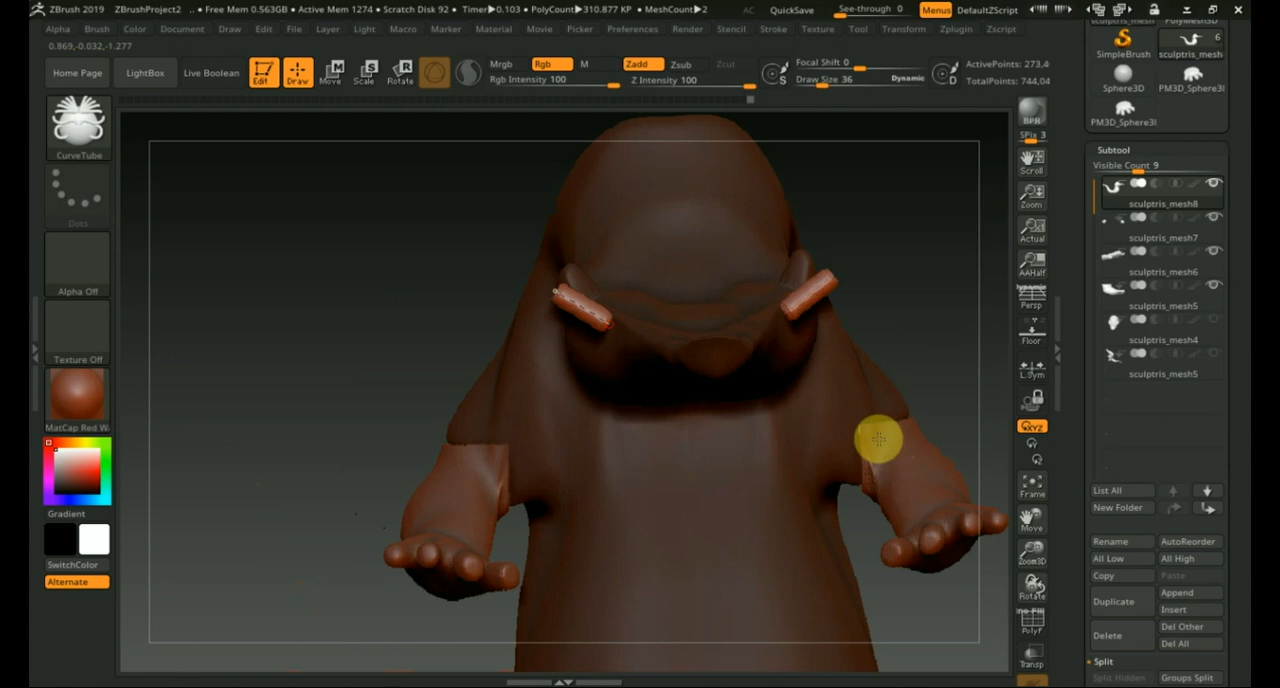 ZBrush 2019 ZBrushProject2 .. • Free Mem 0.563GB • Active Mem 1274 • Scratch Disk 92 • Timer▶0.103 • PolyCount▶310.877 KP • MeshCount▶2 AC QuickSave See-through 0 Menus DefaultZScript
Alpha Brush Color Document Draw Edit File Layer Light Macro Marker Material Movie Picker Preferences Render Stencil Stroke Texture Tool Transform Zplugin Zscript
0.869,-0.032,-1.277
Home Page LightBox Live Boolean Edit Draw Move Scale Rotate
Mrgb Rgb M Zadd Zsub Zcut Focal Shift 0 ActivePoints: 273,4
Rgb Intensity 100 Z Intensity 100 Draw Size 36 Dynamic TotalPoints: 744,04
S D
CurveTube
Dots
Alpha Off
Texture Off
MatCap Red Wa
Gradient
SwitchColor
Alternate
BPR
SPix 3
Scroll
Zoom
Actual
AAHalf
Persp
Floor
L.Sym
XYZ
Frame
Move
Zoom3D
Rotate
PolyF
Transp
sculptris_mesh PolyMesh3D
6
SimpleBrush sculptris_mesh
Sphere3D PM3D_Sphere3I
PM3D_Sphere3I
Subtool
Visible Count 9
sculptris_mesh8
sculptris_mesh7
sculptris_mesh6
sculptris_mesh5
sculptris_mesh4
sculptris_mesh5
List All
New Folder
Rename AutoReorder
All Low All High
Copy Paste
Duplicate Append
Insert
Delete Del Other
Del All
Split
Split Hidden Groups Split